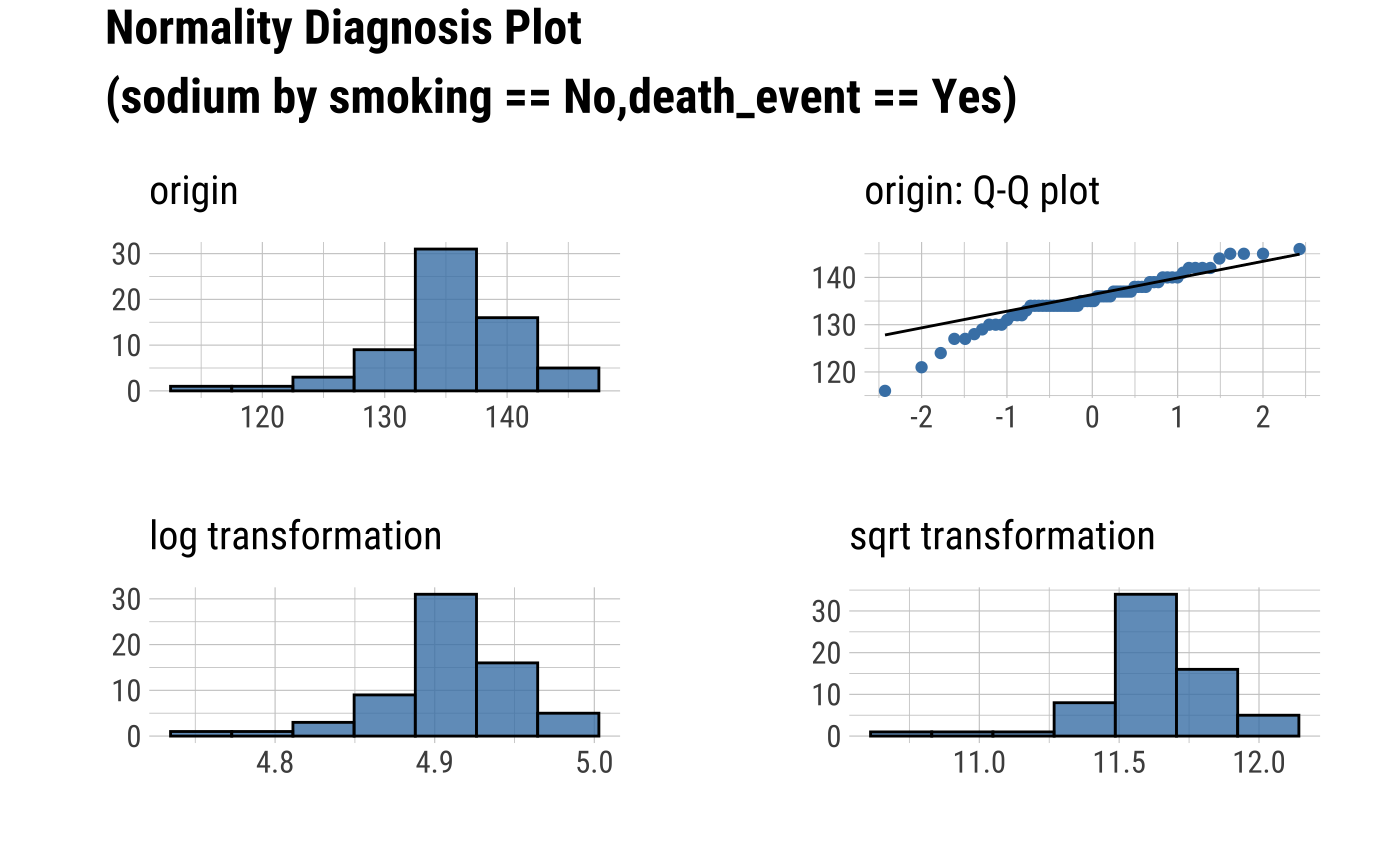 Normality Diagnosis Plot
(sodium by smoking == No,death_event == Yes)
origin
30
20
10
0
120 130 140
origin: Q-Q plot
140
130
120
-2 -1 0 1 2
log transformation
30
20
10
0
4.8 4.9 5.0
sqrt transformation
30
20
10
0
11.0 11.5 12.0